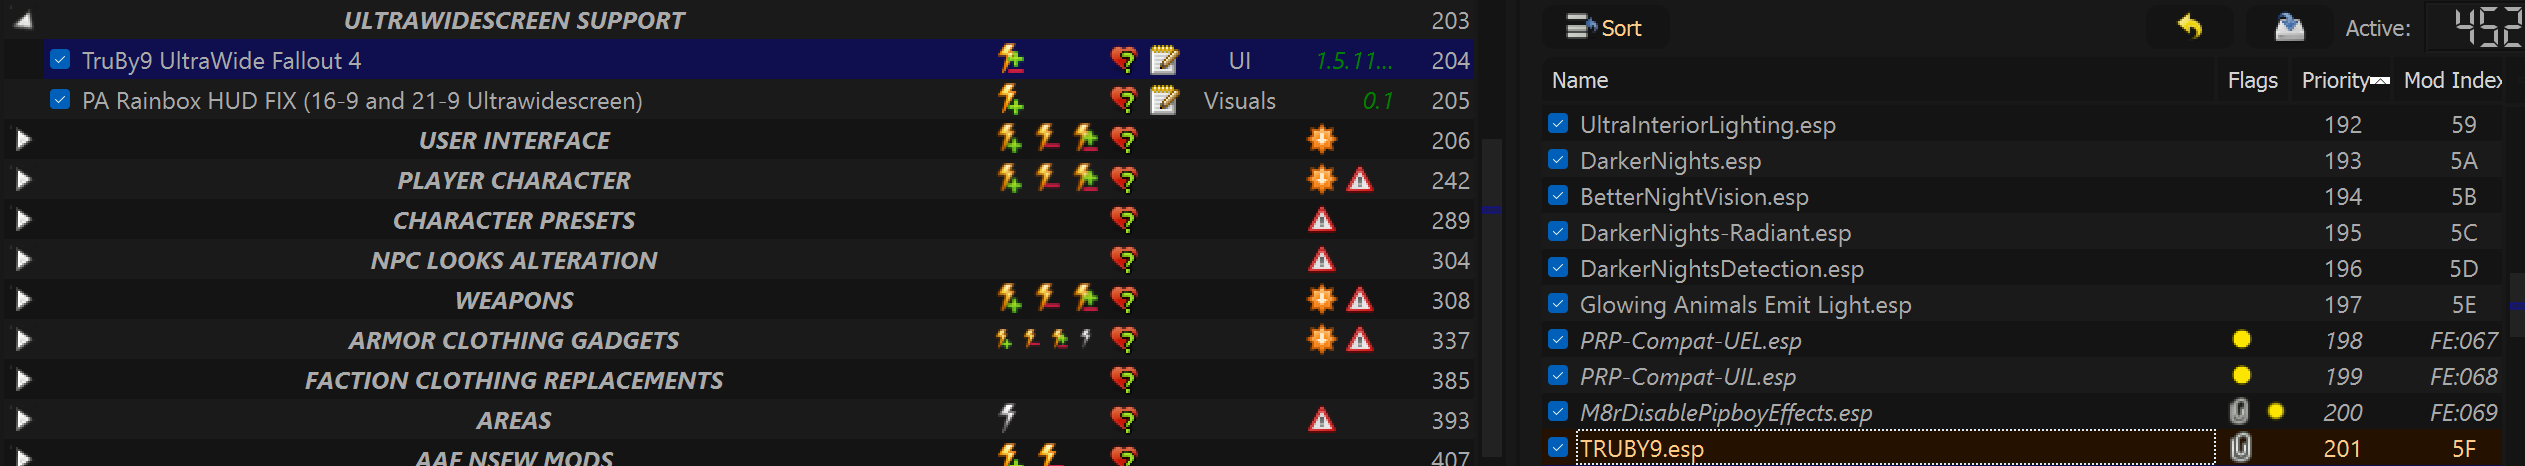 ULTRAWIDESCREEN SUPPORT 203
TruBy9 UltraWide Fallout 4 UI 1.5.11... 204
PA Rainbox HUD FIX (16-9 and 21-9 Ultrawidescreen) Visuals 0.1 205
USER INTERFACE 206
PLAYER CHARACTER 242
CHARACTER PRESETS 289
NPC LOOKS ALTERATION 304
WEAPONS 308
ARMOR CLOTHING GADGETS 337
FACTION CLOTHING REPLACEMENTS 385
AREAS 393
AAF NSFW MODS 407
Sort Active: 452
Name Flags Priority Mod Index
UltraInteriorLighting.esp 192 59
DarkerNights.esp 193 5A
BetterNightVision.esp 194 5B
DarkerNights-Radiant.esp 195 5C
DarkerNightsDetection.esp 196 5D
Glowing Animals Emit Light.esp 197 5E
PRP-Compat-UEL.esp 198 FE:067
PRP-Compat-UIL.esp 199 FE:068
M8rDisablePipboyEffects.esp 200 FE:069
TRUBY9.esp 201 5F